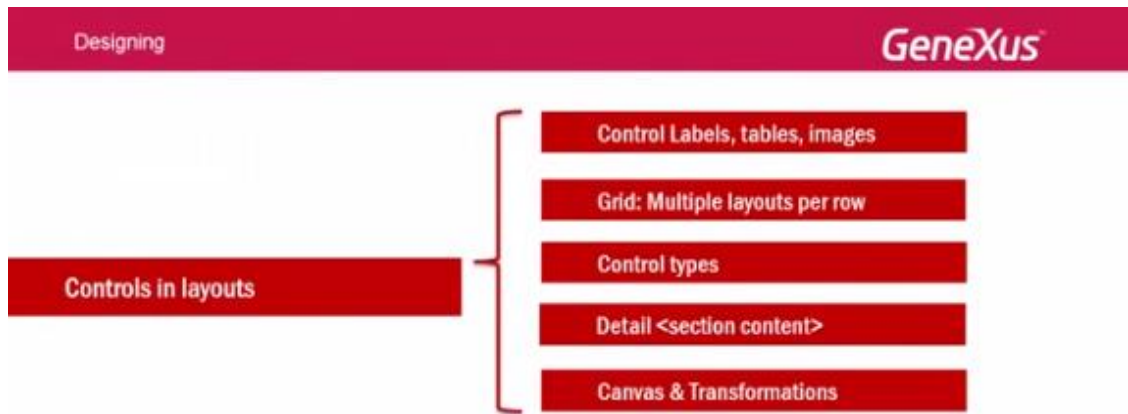 Designing
GeneXus
Control Labels, tables, images
Grid: Multiple layouts per row
Control types
Controls in layouts
Detail <section content>
Canvas & Transformations